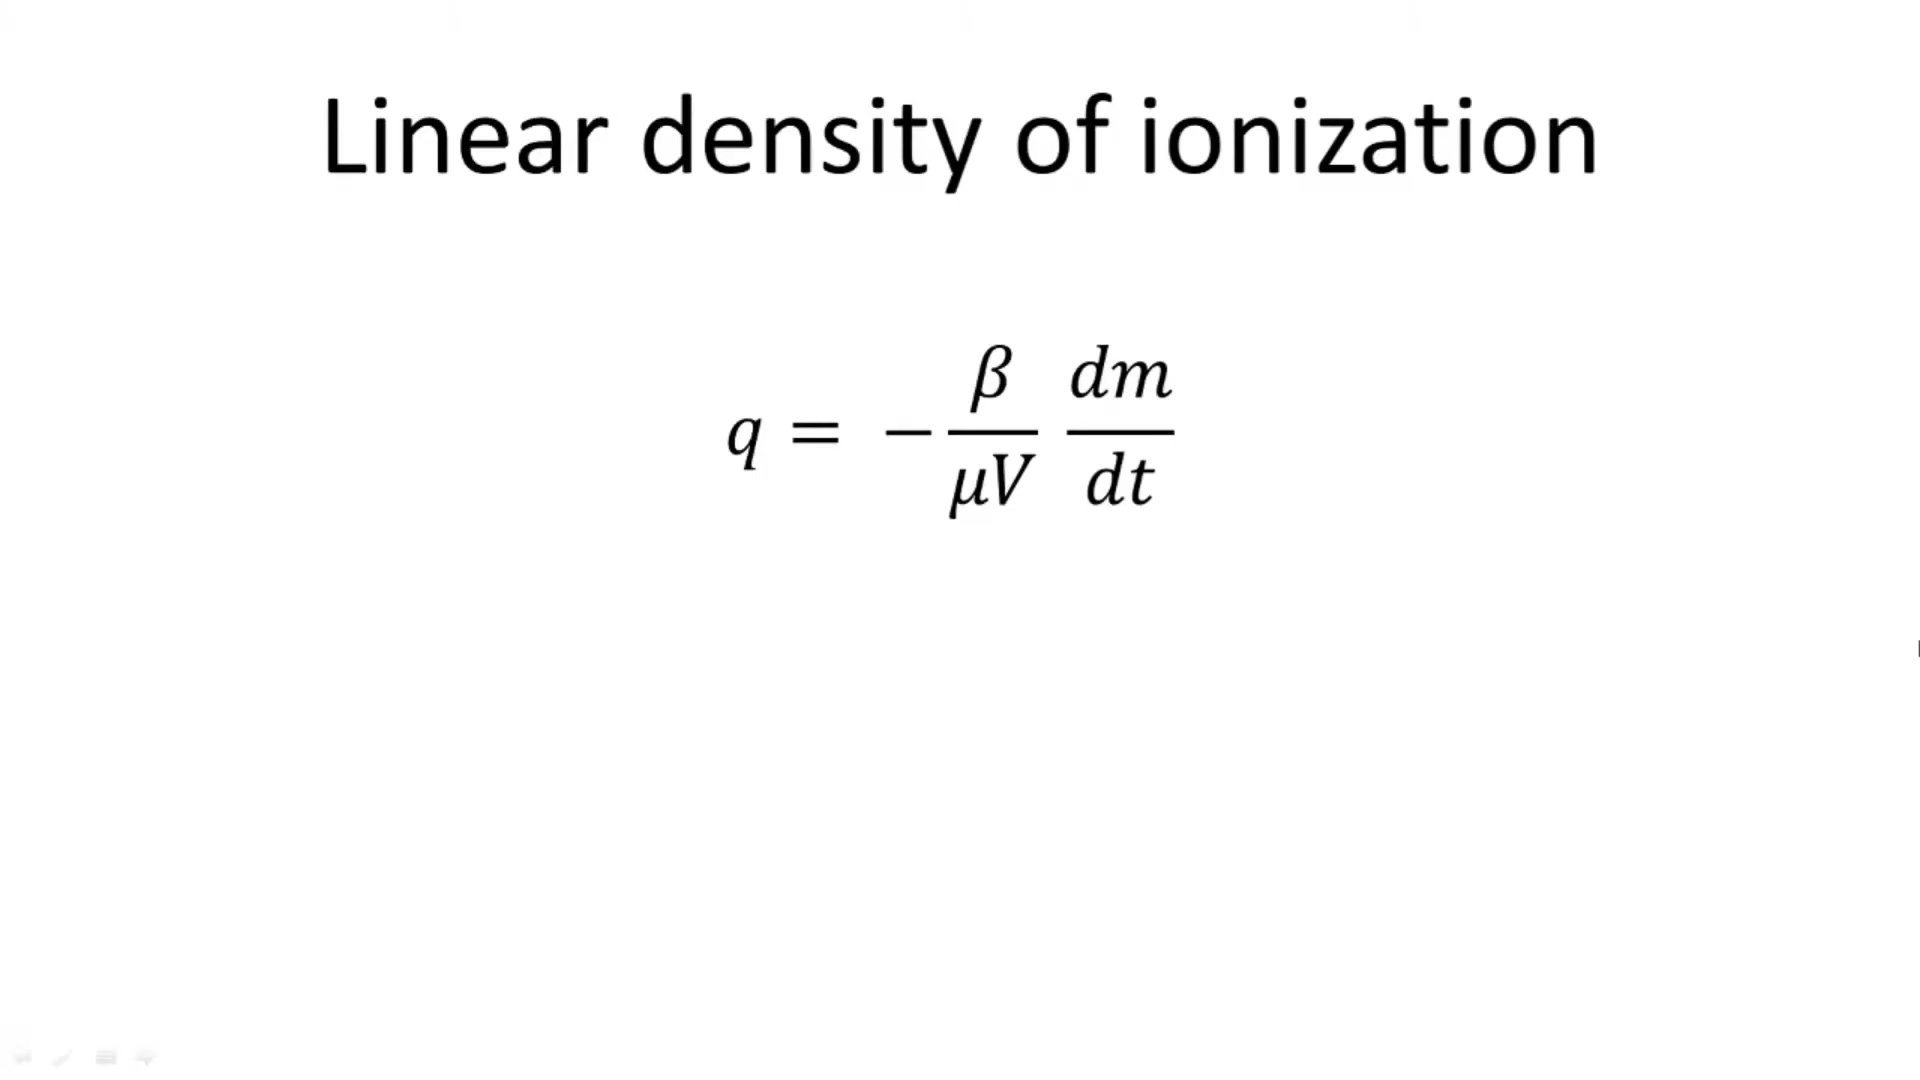 Linear density of ionization
q = − β/μV dm/dt